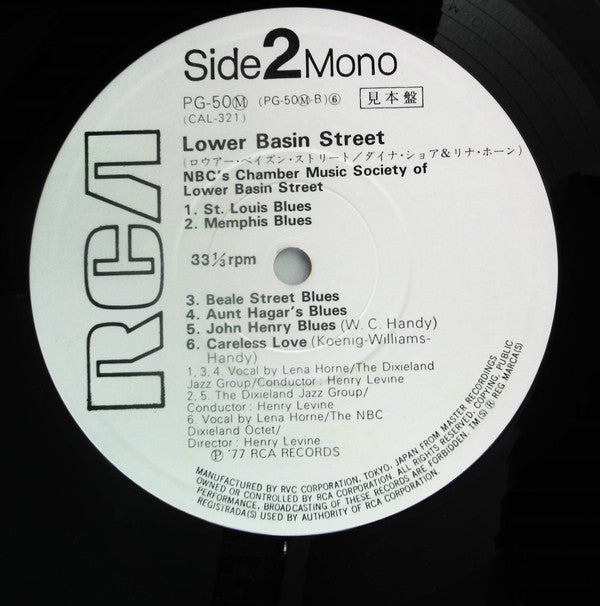 Side 2 Mono
PG-50Ⓜ (PG-50Ⓜ-B)⑥ 見本盤
(CAL-321)
RCA
Lower Basin Street
(ロウアー・ベイズン・ストリート/ダイナ・ショア&リナ・ホーン)
NBC's Chamber Music Society of
Lower Basin Street
1. St. Louis Blues
2. Memphis Blues
33⅓ rpm
3. Beale Street Blues
4. Aunt Hagar's Blues
5. John Henry Blues (W. C. Handy)
6. Careless Love (Koenig-Williams-
Handy)
1, 3, 4. Vocal by Lena Horne/The Dixieland
Jazz Group/Conductor: Henry Levine
2, 5. The Dixieland Jazz Group/
Conductor: Henry Levine
6. Vocal by Lena Horne/The NBC
Dixieland Octet/
Director: Henry Levine
Ⓟ '77 RCA RECORDS
MANUFACTURED BY RVC CORPORATION, TOKYO, JAPAN FROM MASTER RECORDINGS
OWNED OR CONTROLLED BY RCA CORPORATION. ALL RIGHTS RESERVED, COPYING, PUBLIC
PERFORMANCE, BROADCASTING OF THESE RECORDS ARE FORBIDDEN. TM(S) ® REG MARCA(S)
REGISTRADA(S) USED BY AUTHORITY OF RCA CORPORATION.